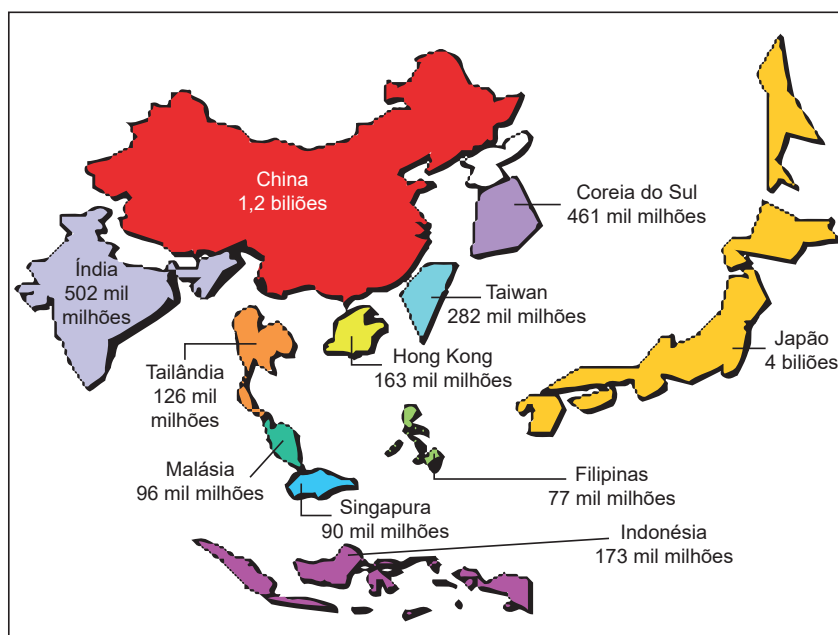 China
1,2 biliões
Coreia do Sul
461 mil milhões
Índia
502 mil
milhões
Taiwan
282 mil milhões
Japão
4 biliões
Hong Kong
163 mil milhões
Tailândia
126 mil
milhões
Malásia
96 mil milhões
Filipinas
77 mil milhões
Singapura
90 mil milhões
Indonésia
173 mil milhões